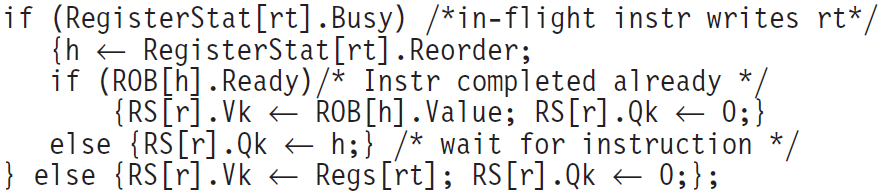 if (RegisterStat[rt].Busy) /*in-flight instr writes rt*/
{h ← RegisterStat[rt].Reorder;
if (ROB[h].Ready)/* Instr completed already */
{RS[r].Vk ← ROB[h].Value; RS[r].Qk ← 0;}
else {RS[r].Qk ← h;} /* wait for instruction */
} else {RS[r].Vk ← Regs[rt]; RS[r].Qk ← 0;};